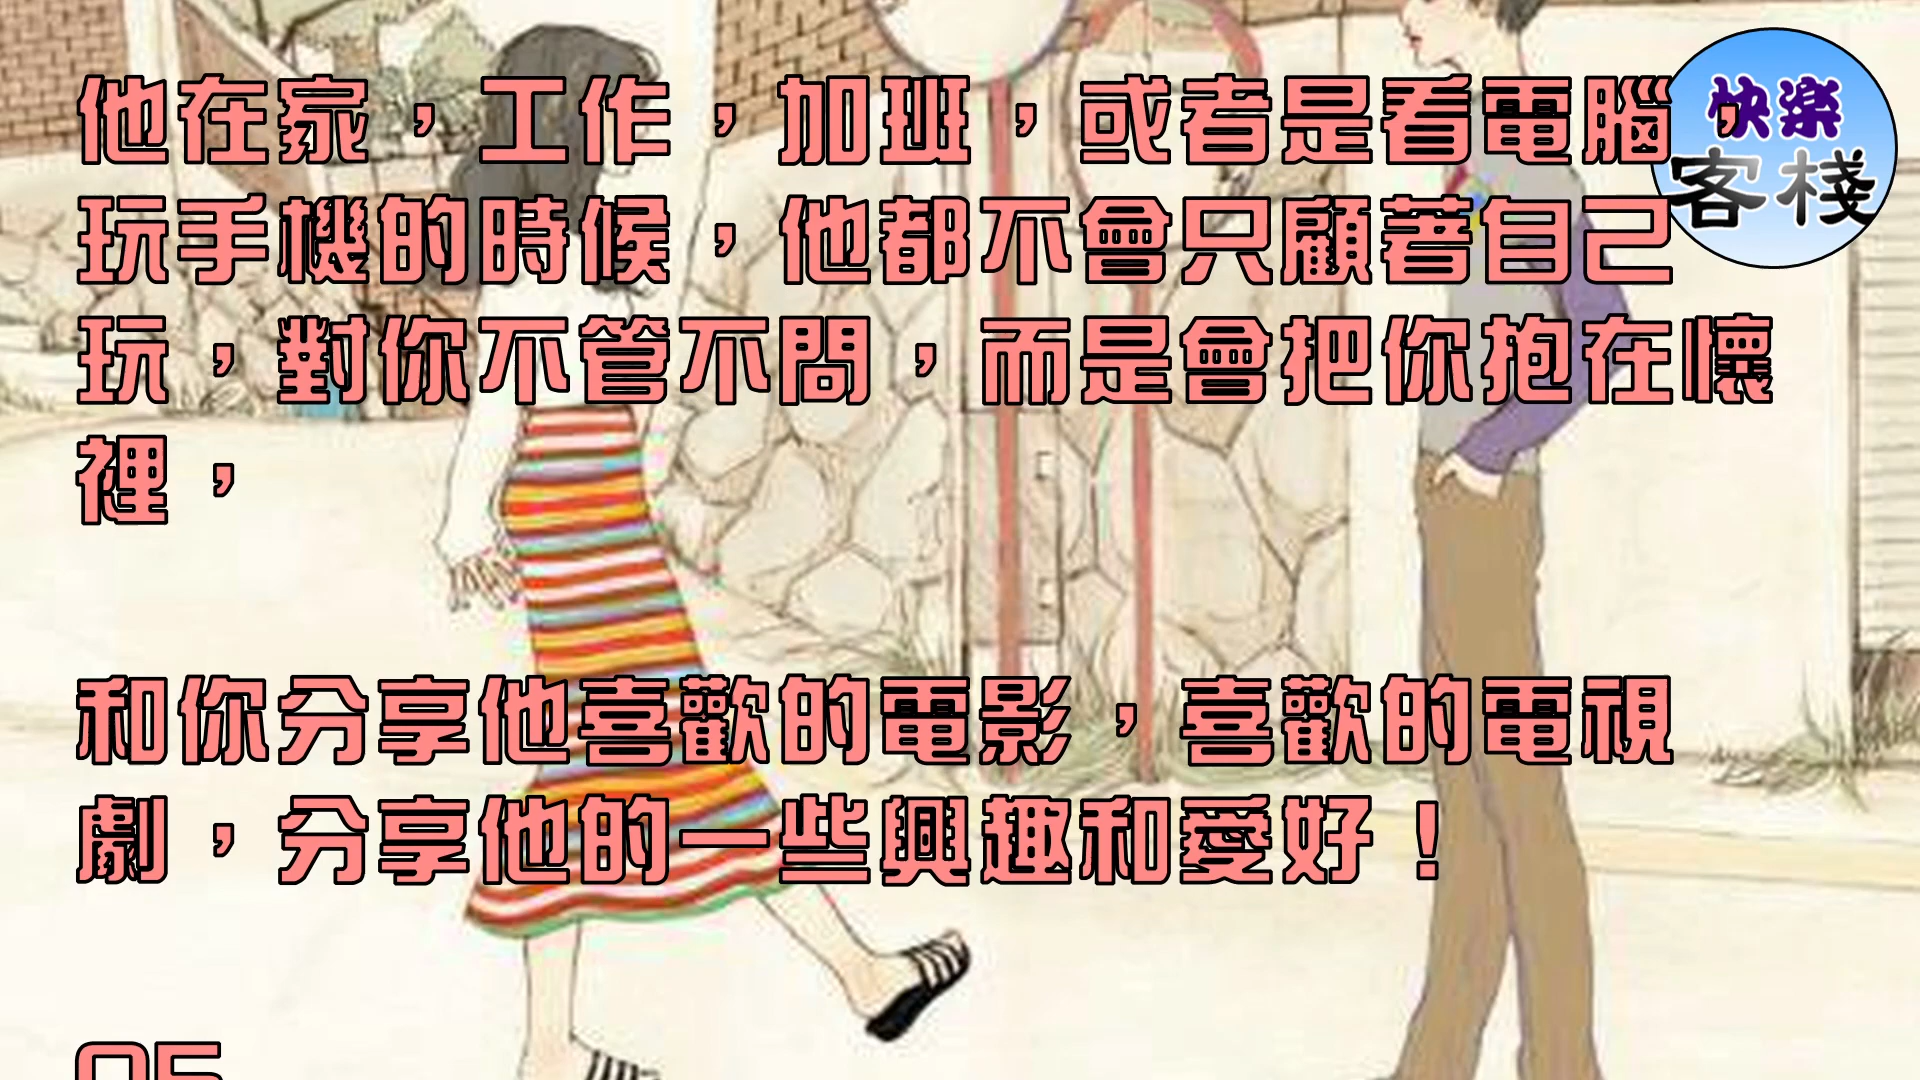 他在家，工作，加班，或者是看電腦，
玩手機的時候，他都不會只顧著自己
玩，對你不管不問，而是會把你抱在懷
裡，
和你分享他喜歡的電影，喜歡的電視
劇，分享他的一些興趣和愛好！
05
快樂
客棧